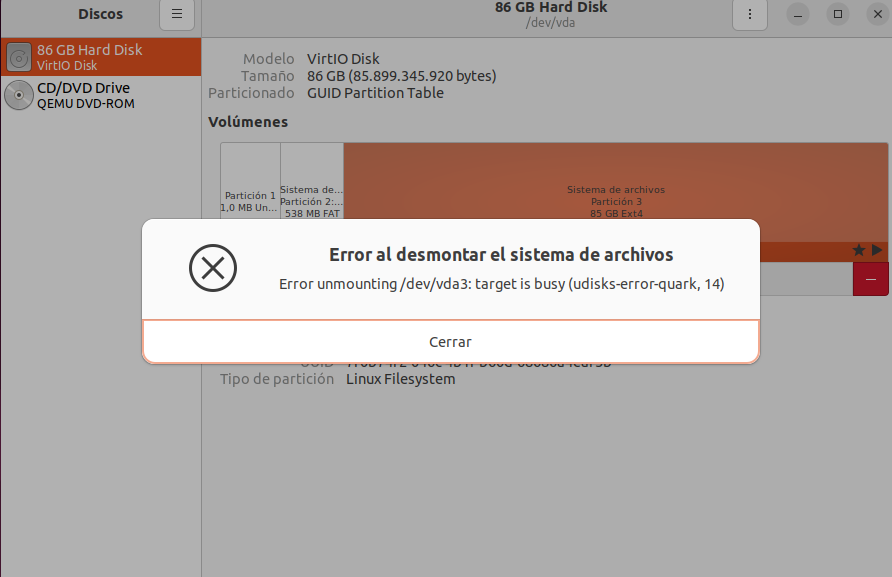 Discos
86 GB Hard Disk
/dev/vda
86 GB Hard Disk
VirtIO Disk
CD/DVD Drive
QEMU DVD-ROM
Modelo VirtIO Disk
Tamaño 86 GB (85.899.345.920 bytes)
Particionado GUID Partition Table
Volúmenes
Partición 1
1,0 MB Un...
Sistema de...
Partición 2:...
538 MB FAT
Sistema de archivos
Partición 3
85 GB Ext4
Error al desmontar el sistema de archivos
Error unmounting /dev/vda3: target is busy (udisks-error-quark, 14)
Cerrar
Tipo de partición Linux Filesystem